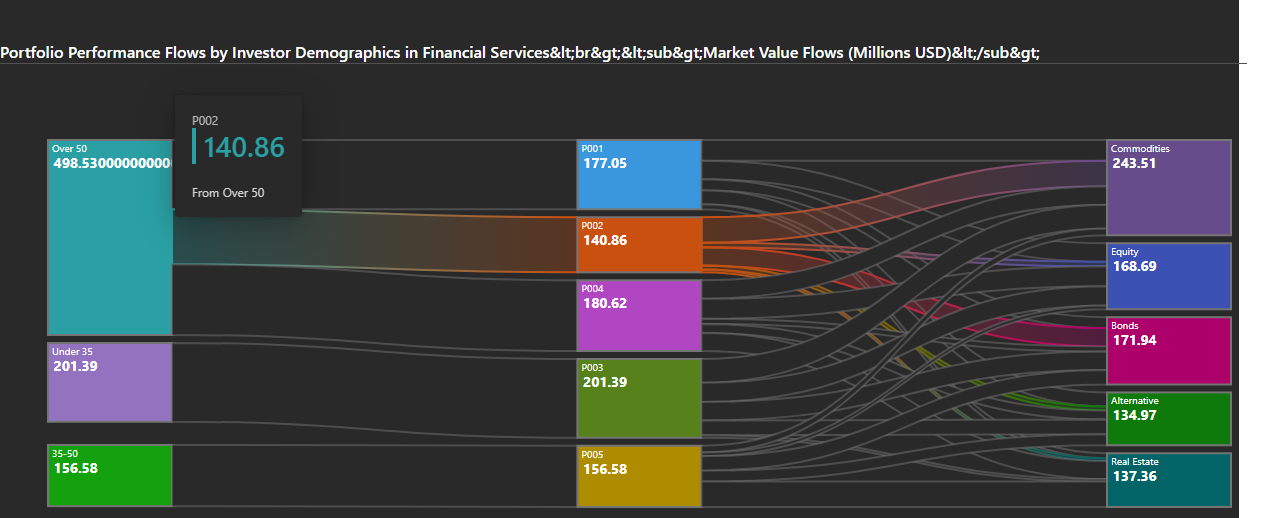 Portfolio Performance Flows by Investor Demographics in Financial Services&lt;br&gt;&lt;sub&gt;Market Value Flows (Millions USD)&lt;/sub&gt;
P002
140.86
From Over 50
Over 50
498.53000000000
Under 35
201.39
35-50
156.58
P001
177.05
P002
140.86
P004
180.62
P003
201.39
P005
156.58
Commodities
243.51
Equity
168.69
Bonds
171.94
Alternative
134.97
Real Estate
137.36